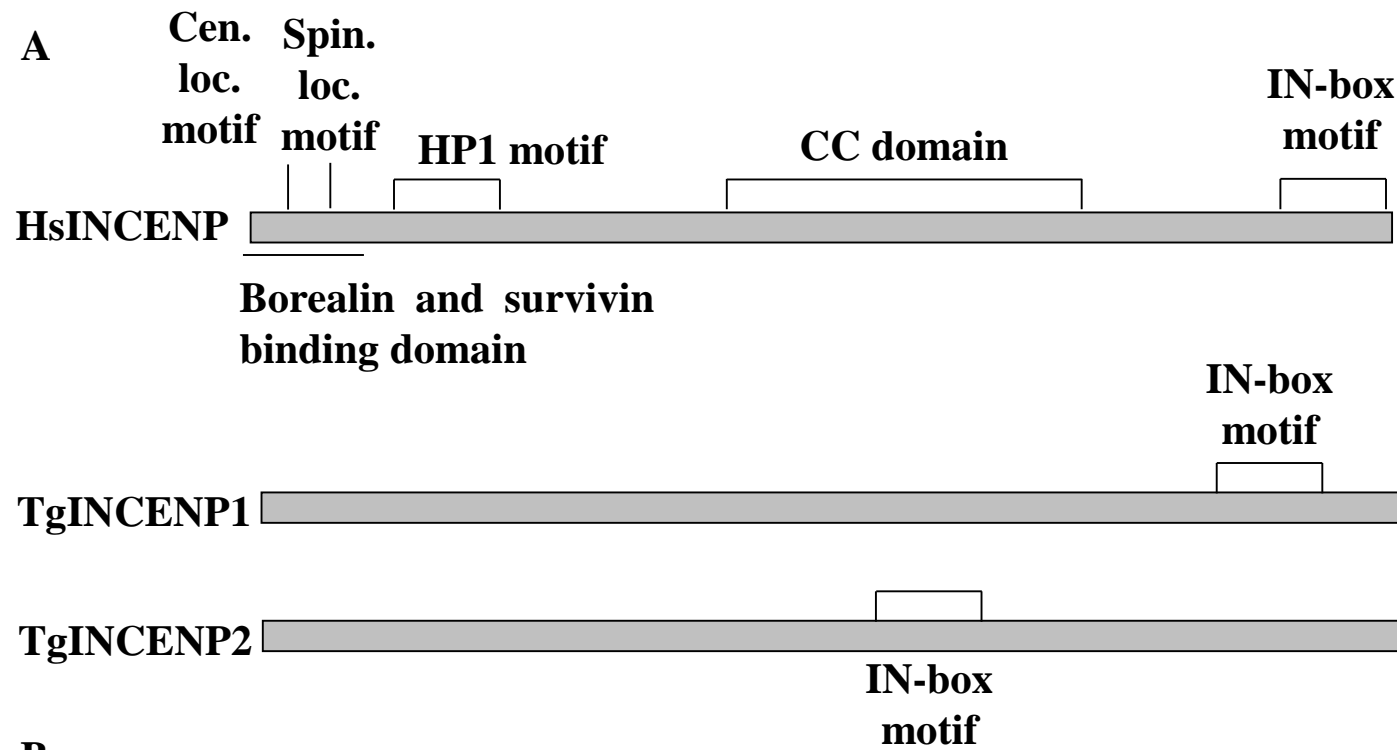 A
Cen.
loc.
motif
Spin.
loc.
motif
HP1 motif
CC domain
IN-box
motif
HsINCENP
Borealin and survivin
binding domain
IN-box
motif
TgINCENP1
TgINCENP2
IN-box
motif